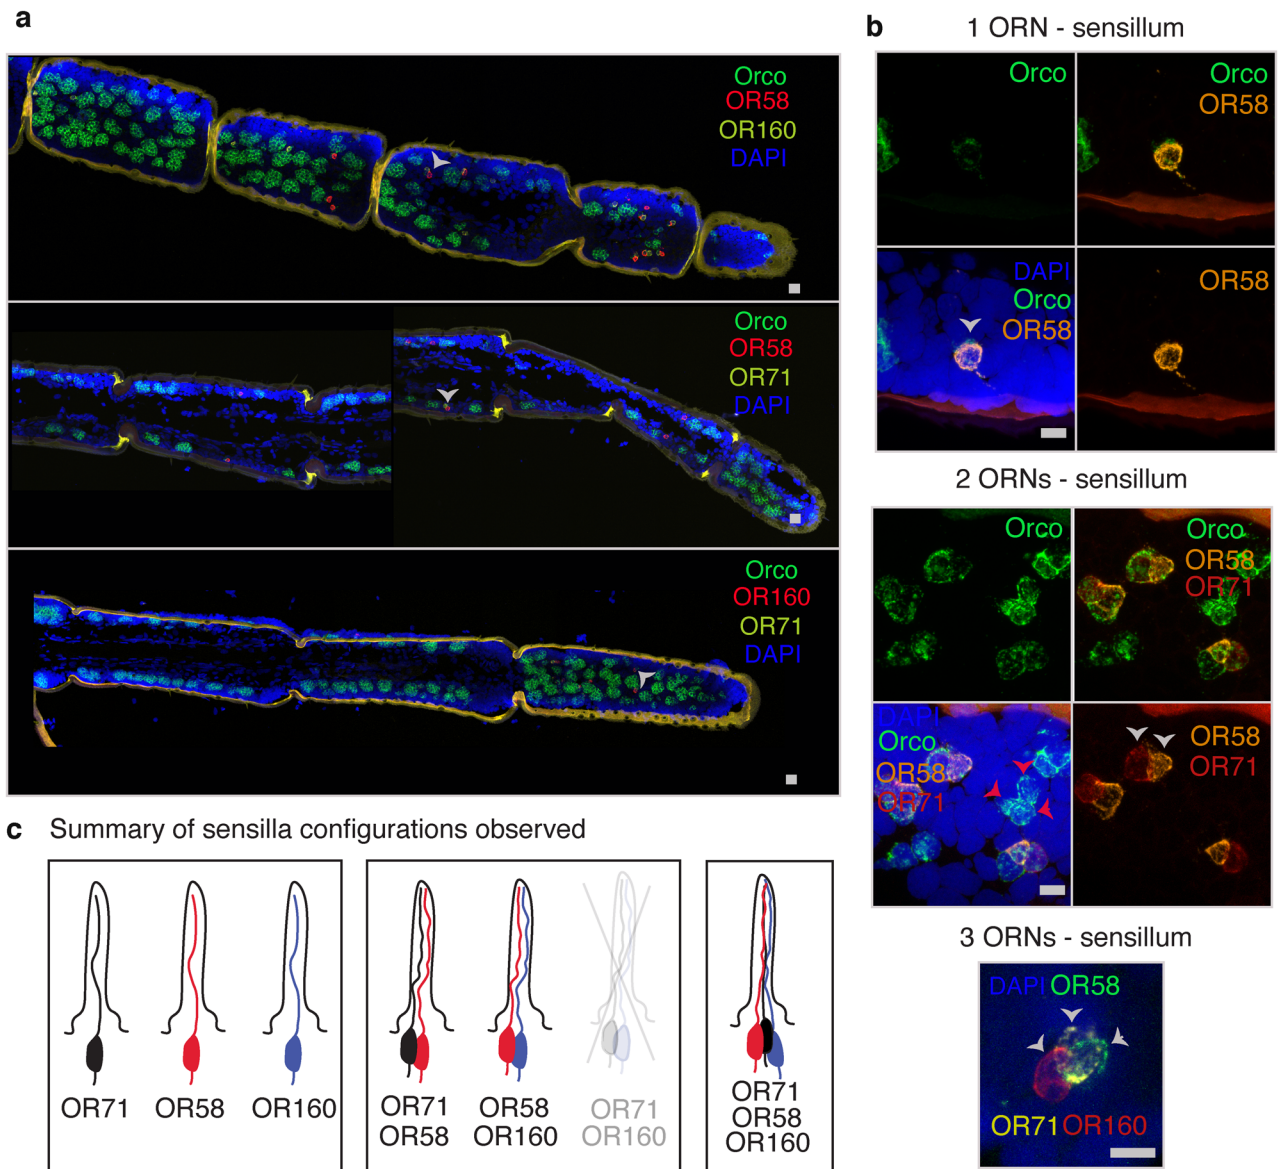 a
Orco
OR58
OR160
DAPI
Orco
OR58
OR71
DAPI
Orco
OR160
OR71
DAPI
b
1 ORN - sensillum
Orco
Orco
OR58
DAPI
Orco
OR58
OR58
2 ORNs - sensillum
Orco
Orco
OR58
OR71
DAPI
Orco
OR58
OR71
OR58
OR71
3 ORNs - sensillum
DAPI OR58
OR71 OR160
c Summary of sensilla configurations observed
OR71 OR58 OR160
OR71 OR58 OR71
OR58 OR160 OR160
OR71
OR58
OR160